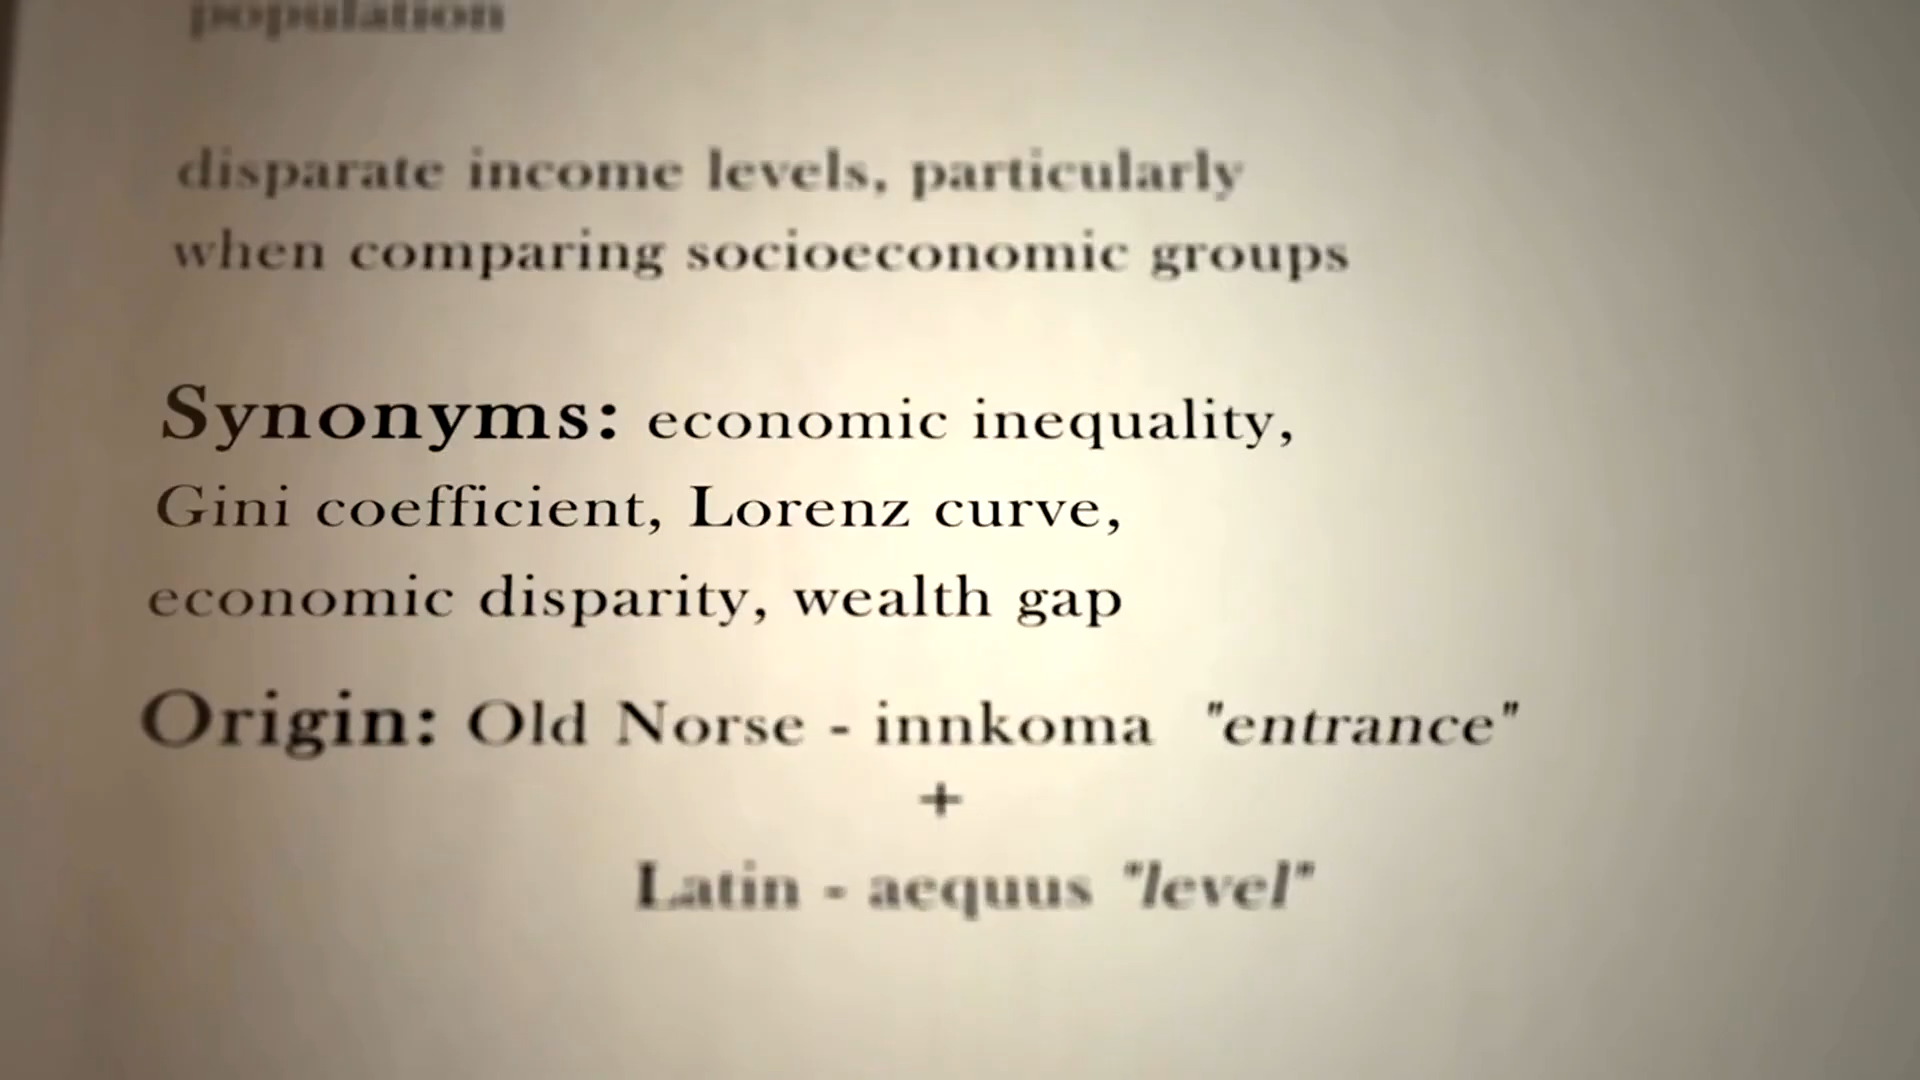 population
disparate income levels, particularly
when comparing socioeconomic groups
Synonyms: economic inequality,
Gini coefficient, Lorenz curve,
economic disparity, wealth gap
Origin: Old Norse - innkoma "entrance"
+
Latin - aequus "level"